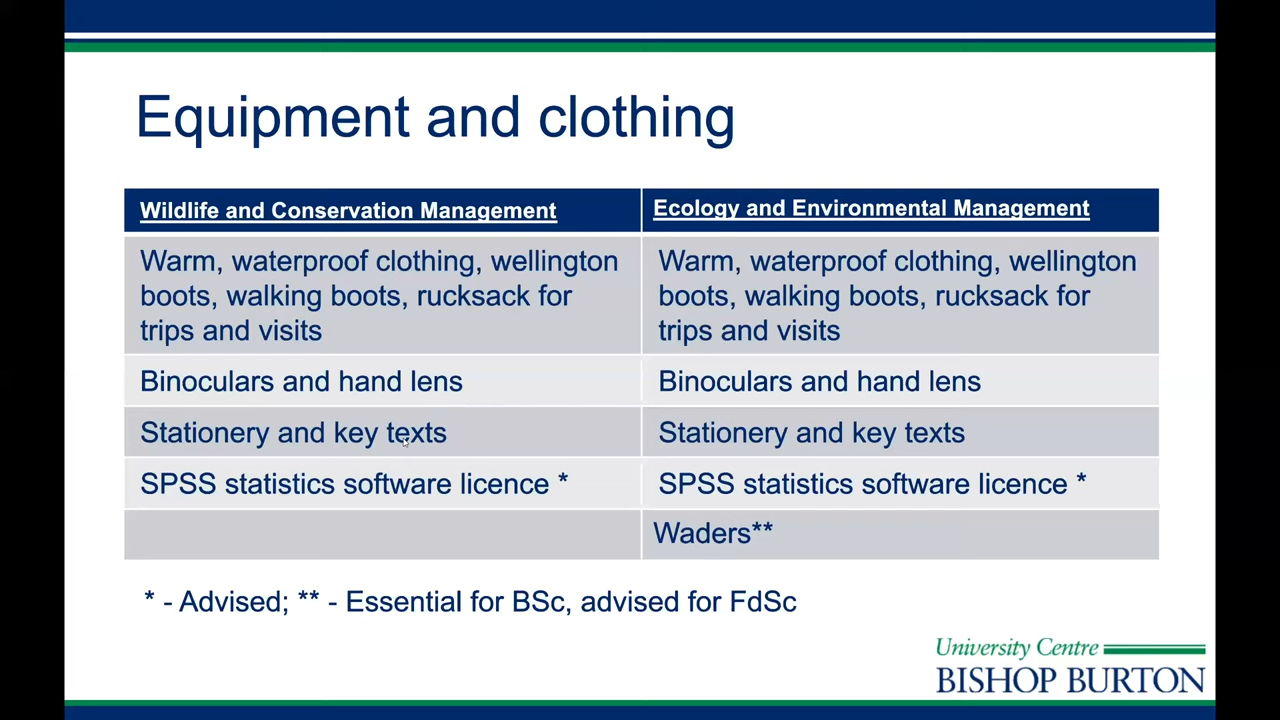 Equipment and clothing
Wildlife and Conservation Management
Ecology and Environmental Management
Warm, waterproof clothing, wellington
boots, walking boots, rucksack for
trips and visits
Warm, waterproof clothing, wellington
boots, walking boots, rucksack for
trips and visits
Binoculars and hand lens
Binoculars and hand lens
Stationery and key texts
Stationery and key texts
SPSS statistics software licence *
SPSS statistics software licence *
Waders**
* - Advised; ** - Essential for BSc, advised for FdSc
University Centre
BISHOP BURTON